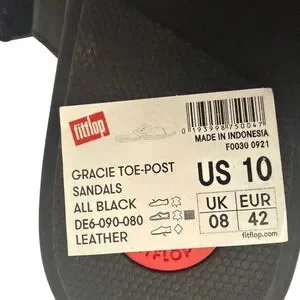 fitflop
0193998750047
MADE IN INDONESIA
F0030 0921
GRACIE TOE-POST
SANDALS
ALL BLACK
DE6-090-080
LEATHER
US 10
UK EUR
08 42
fitflop.com
FITFLOP